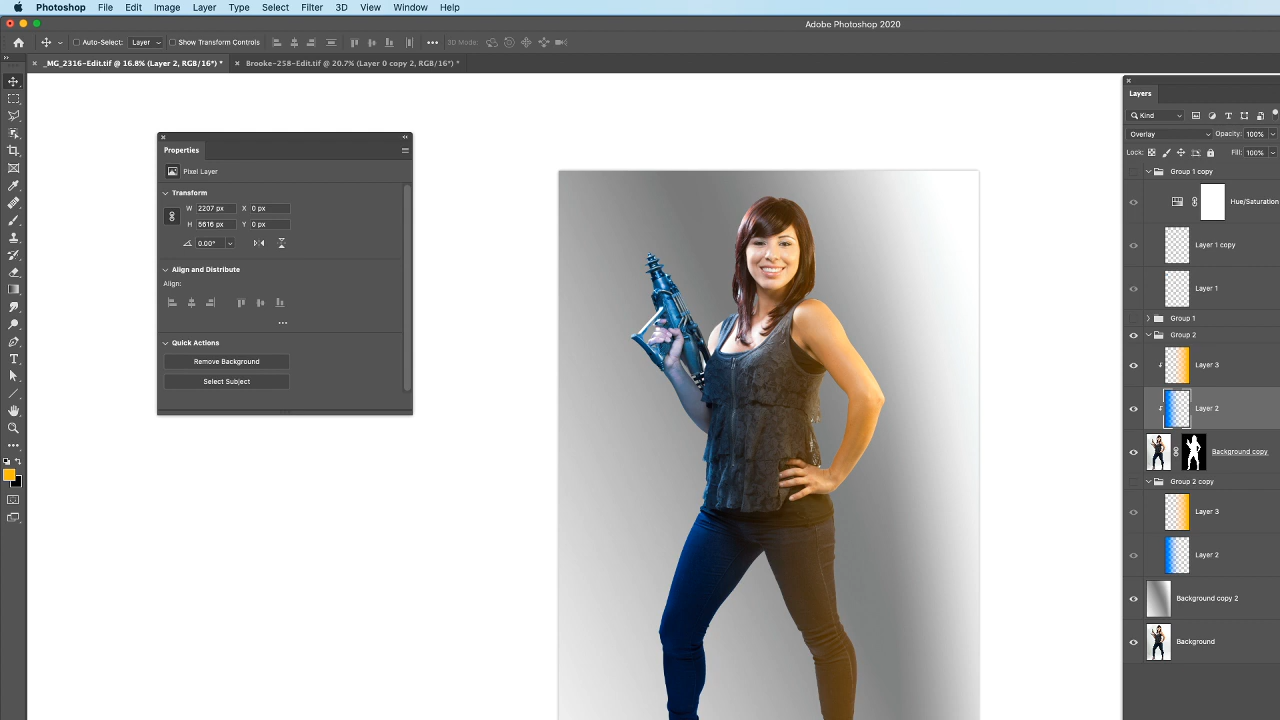 Photoshop File Edit Image Layer Type Select Filter 3D View Window Help
Adobe Photoshop 2020
Auto-Select: Layer Show Transform Controls 3D Mode:
_MG_2316-Edit.tif @ 16.8% (Layer 2, RGB/16*) * Brooke-258-Edit.tif @ 20.7% (Layer 0 copy 2, RGB/16*) *
Properties
Pixel Layer
Transform
W 2207 px X 0 px
H 5616 px Y 0 px
0.00°
Align and Distribute
Align:
Quick Actions
Remove Background
Select Subject
Layers
Kind
Overlay Opacity: 100%
Lock: Fill: 100%
Group 1 copy
Hue/Saturation
Layer 1 copy
Layer 1
Group 1
Group 2
Layer 3
Layer 2
Background copy
Group 2 copy
Layer 3
Layer 2
Background copy 2
Background